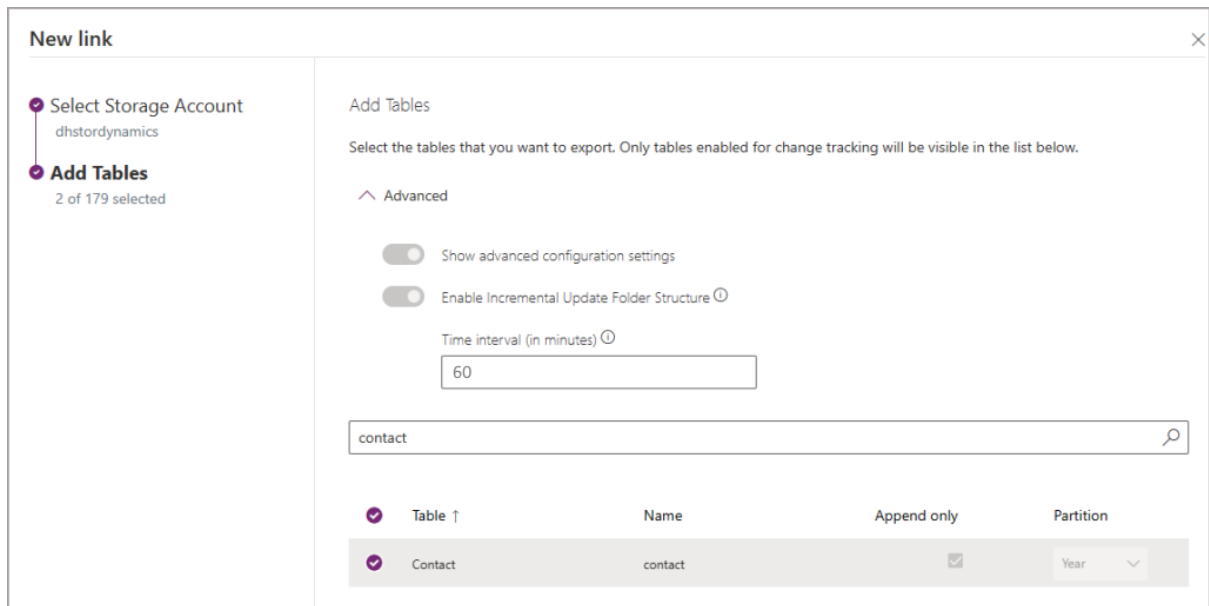 New link
Select Storage Account
dhstordynamics
Add Tables
2 of 179 selected
Add Tables
Select the tables that you want to export. Only tables enabled for change tracking will be visible in the list below.
Advanced
Show advanced configuration settings
Enable Incremental Update Folder Structure
Time interval (in minutes)
60
contact
Table ↑ Name Append only Partition
Contact contact Year